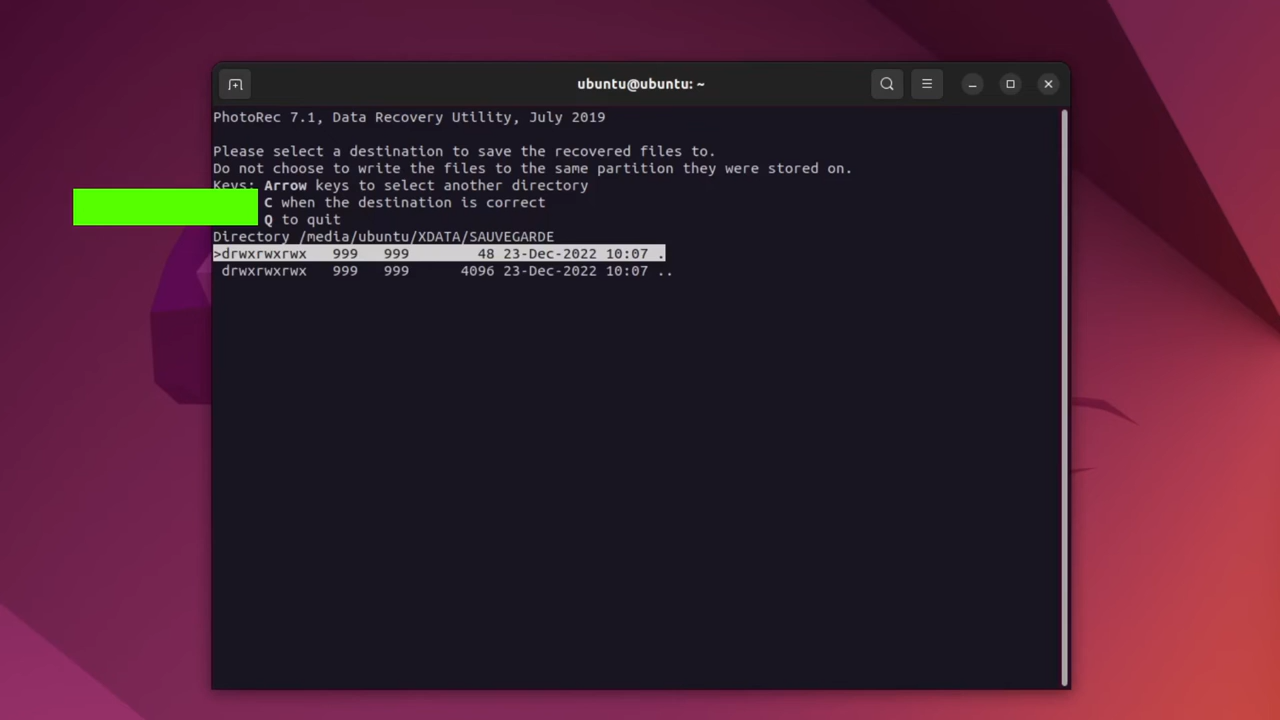 ubuntu@ubuntu: ~
PhotoRec 7.1, Data Recovery Utility, July 2019
Please select a destination to save the recovered files to.
Do not choose to write the files to the same partition they were stored on.
Keys: Arrow keys to select another directory
C when the destination is correct
Q to quit
Directory /media/ubuntu/XDATA/SAUVEGARDE
>drwxrwxrwx 999 999 48 23-Dec-2022 10:07 .
drwxrwxrwx 999 999 4096 23-Dec-2022 10:07 ..